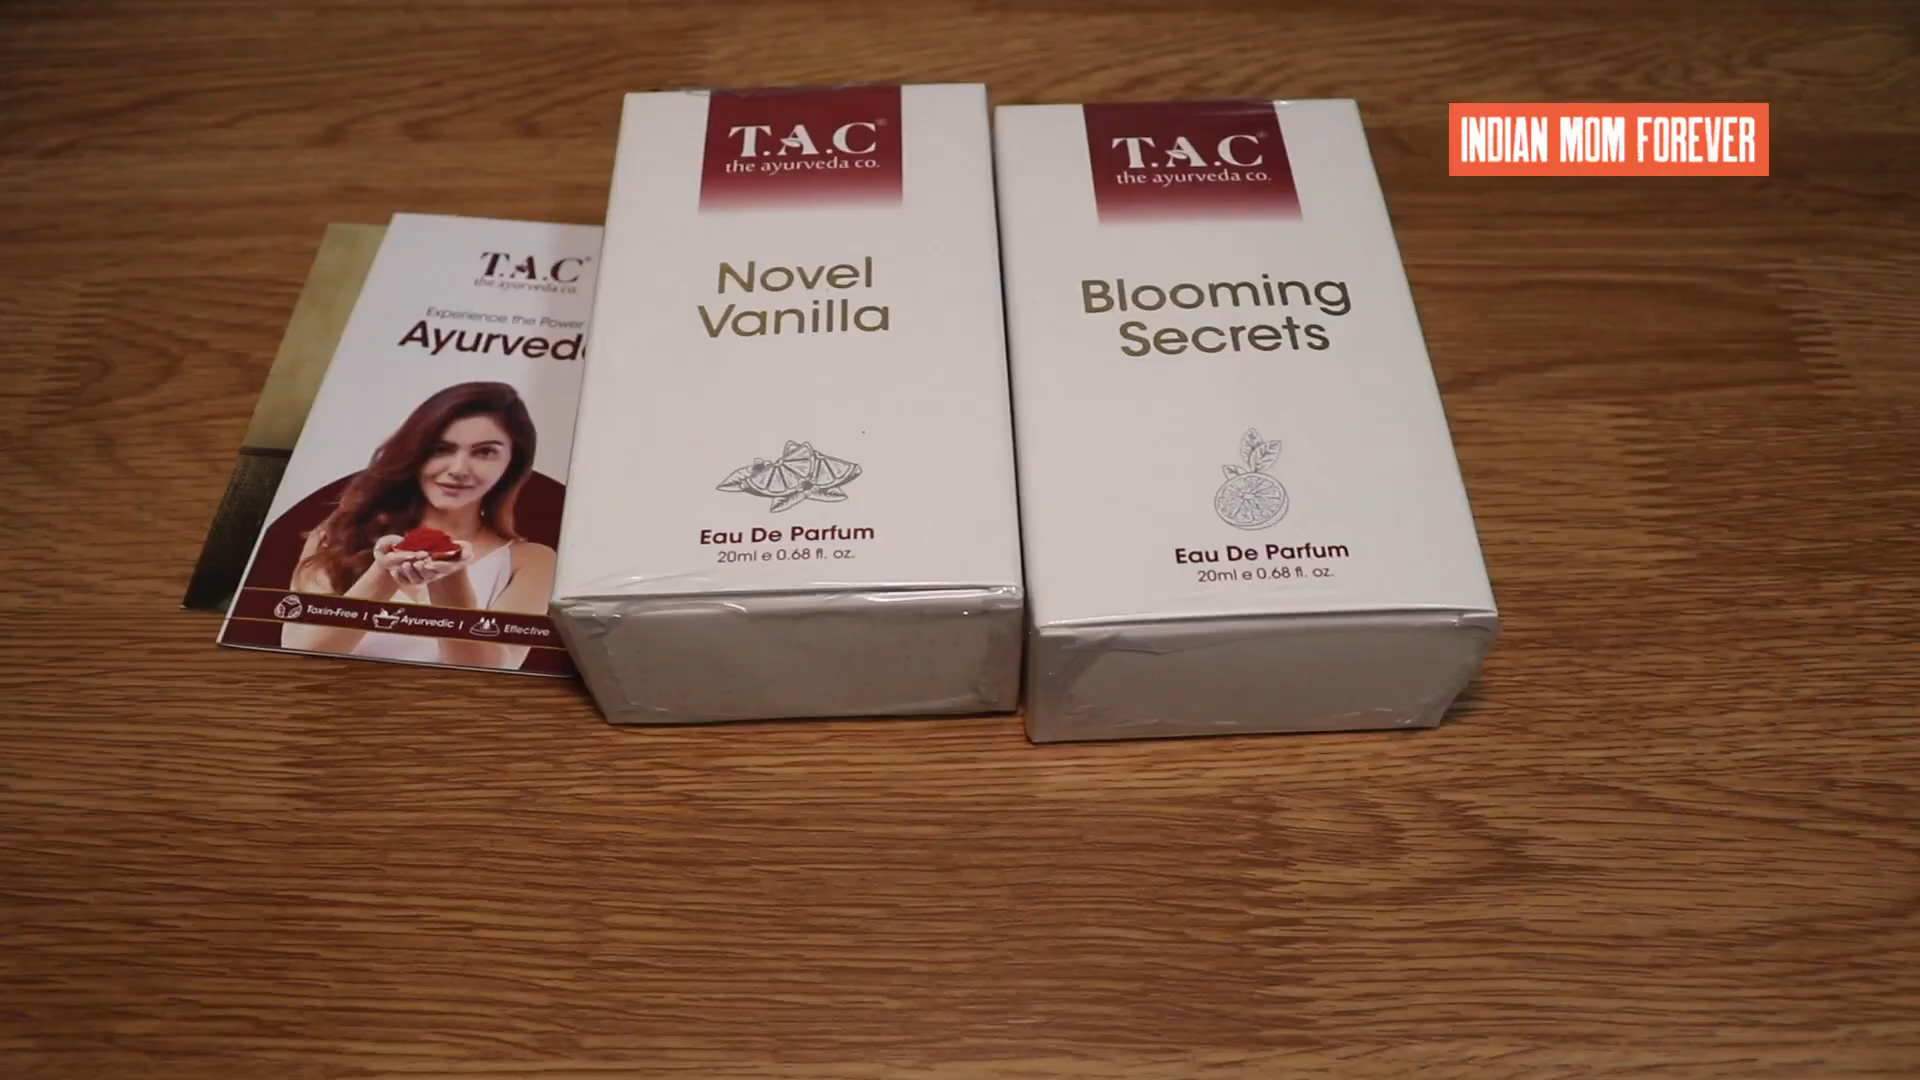 INDIAN MOM FOREVER
T.A.C
the ayurveda co.
Experience the Power
Ayurveda
Toxin-Free | Ayurvedic | Effective
T.A.C
the ayurveda co.
Novel
Vanilla
Eau De Parfum
20ml e 0.68 fl. oz.
T.A.C
the ayurveda co.
Blooming
Secrets
Eau De Parfum
20ml e 0.68 fl. oz.